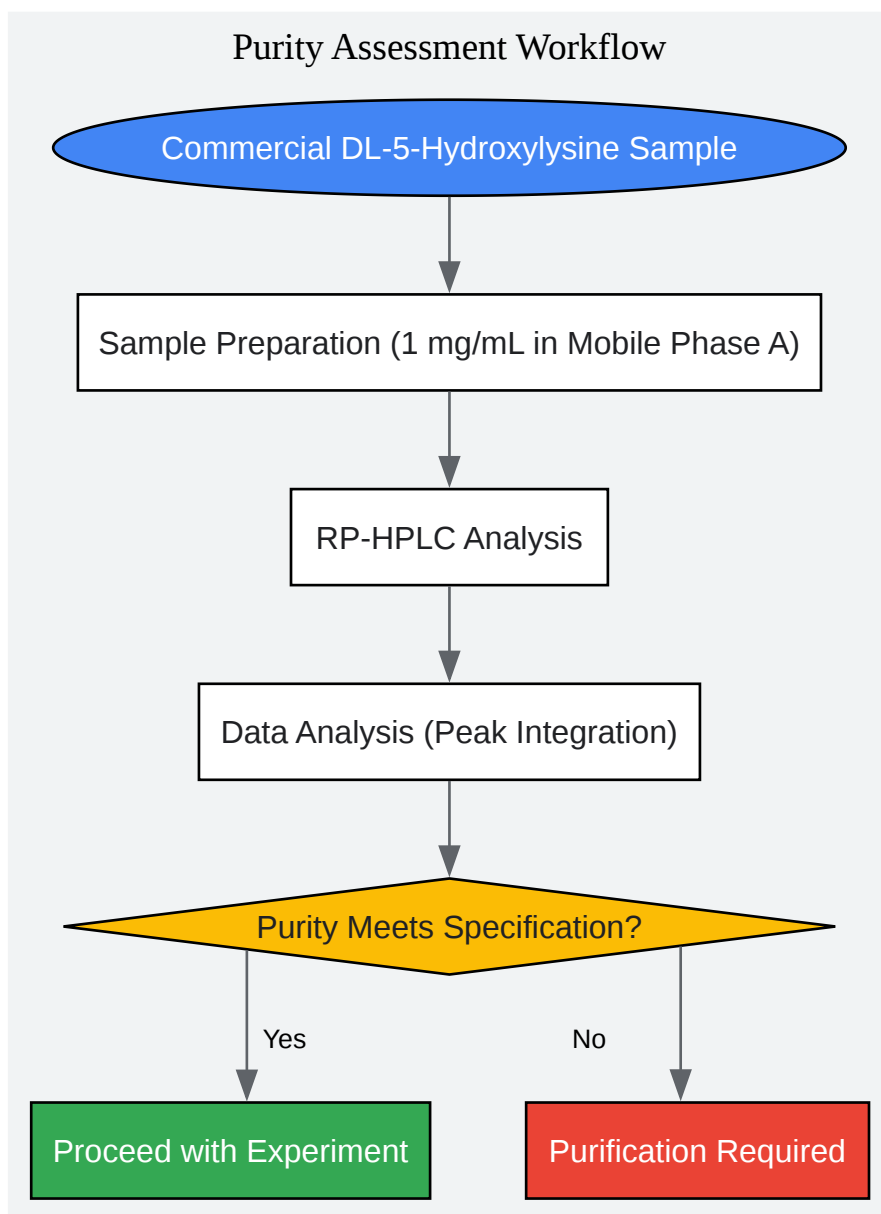 Purity Assessment Workflow
Commercial DL-5-Hydroxylysine Sample
Sample Preparation (1 mg/mL in Mobile Phase A)
RP-HPLC Analysis
Data Analysis (Peak Integration)
Purity Meets Specification?
Yes
No
Proceed with Experiment
Purification Required